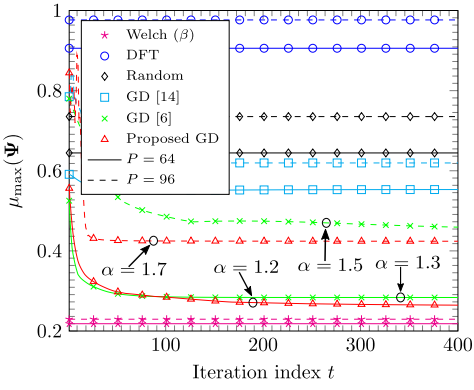 μmax(Ψ)
1
0.8
0.6
0.4
0.2
0
100
200
300
400
Iteration index t
Welch (β)
DFT
Random
GD [14]
GD [6]
Proposed GD
P = 64
P = 96
α = 1.7
α = 1.2
α = 1.5
α = 1.3